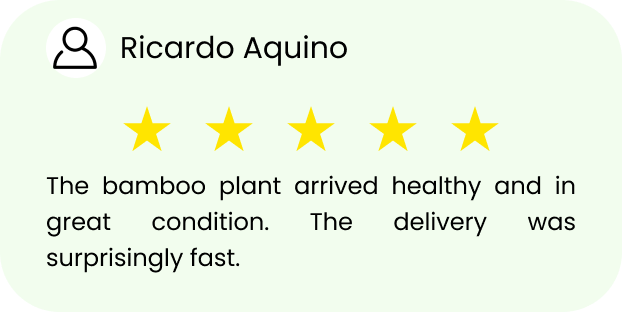 Ricardo Aquino
The bamboo plant arrived healthy and in
great condition. The delivery was
surprisingly fast.